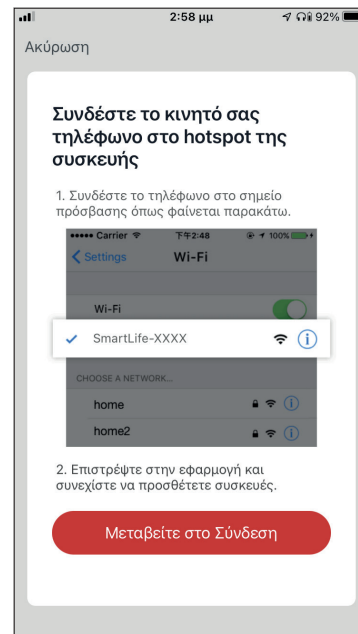 2:58 μμ 92%
Ακύρωση
Συνδέστε το κινητό σας
τηλέφωνο στο hotspot της
συσκευής
1. Συνδέστε το τηλέφωνο στο σημείο
πρόσβασης όπως φαίνεται παρακάτω.
Carrier 下午2:48 100%
Settings Wi-Fi
Wi-Fi
SmartLife-XXXX
CHOOSE A NETWORK...
home
home2
2. Επιστρέψτε στην εφαρμογή και
συνεχίστε να προσθέτετε συσκευές.
Μεταβείτε στο Σύνδεση